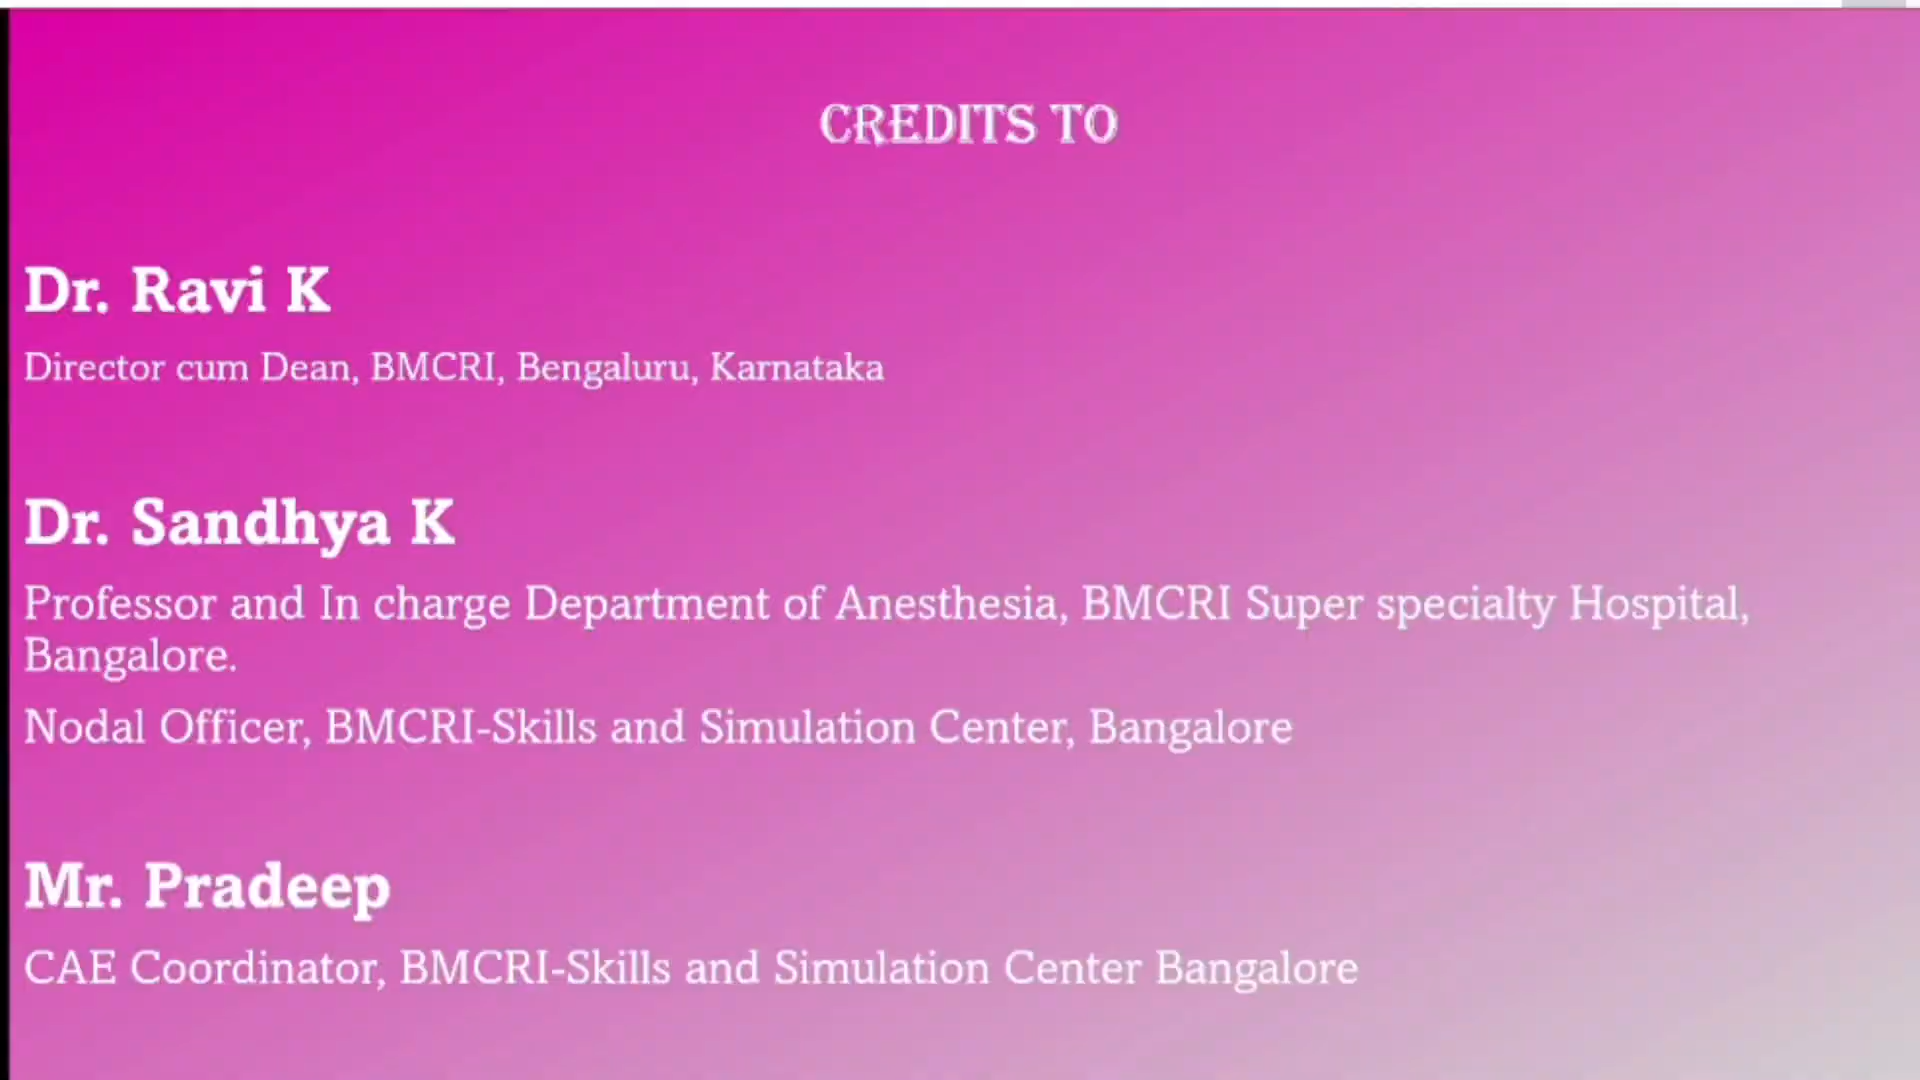 CREDITS TO
Dr. Ravi K
Director cum Dean, BMCRI, Bengaluru, Karnataka
Dr. Sandhya K
Professor and In charge Department of Anesthesia, BMCRI Super specialty Hospital,
Bangalore.
Nodal Officer, BMCRI-Skills and Simulation Center, Bangalore
Mr. Pradeep
CAE Coordinator, BMCRI-Skills and Simulation Center Bangalore